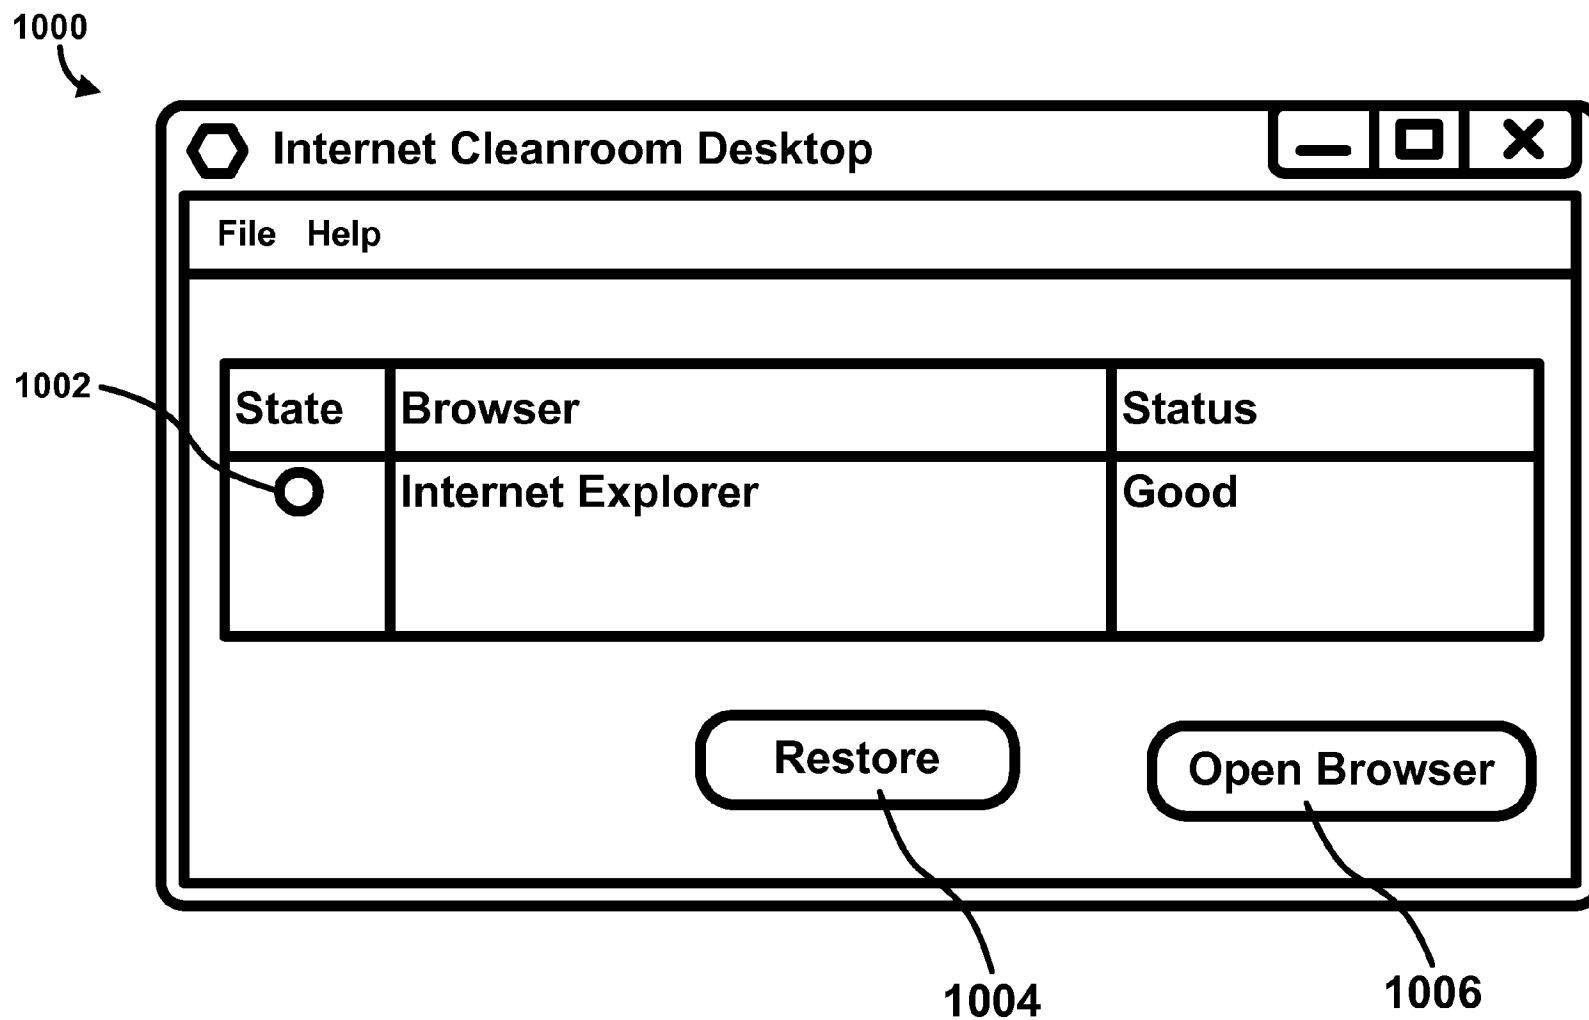 1000
Internet Cleanroom Desktop
File Help
1002
State Browser Status
Internet Explorer Good
Restore
Open Browser
1004
1006